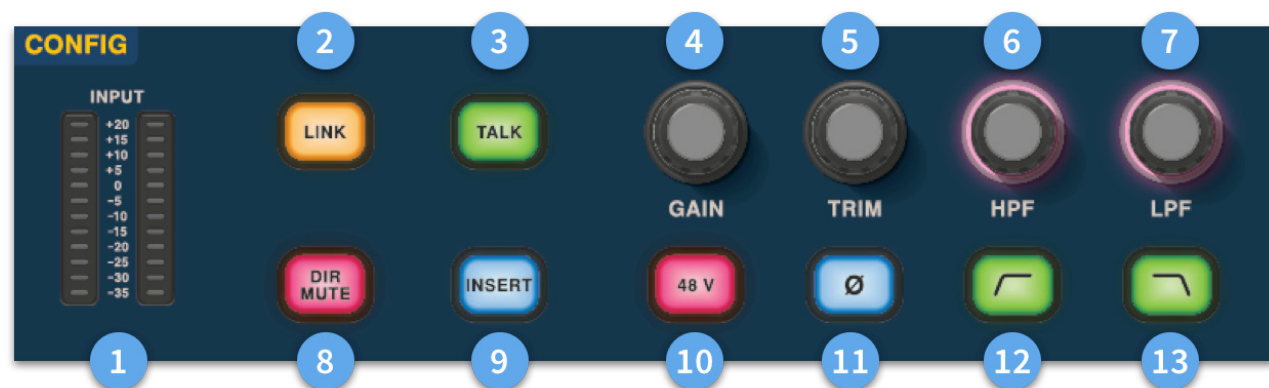 CONFIG
2
3
4
5
6
7
INPUT
+20
+15
+10
+5
0
−5
−10
−15
−20
−25
−30
−35
LINK
TALK
GAIN
TRIM
HPF
LPF
DIR
MUTE
INSERT
48 V
Ø
1
8
9
10
11
12
13